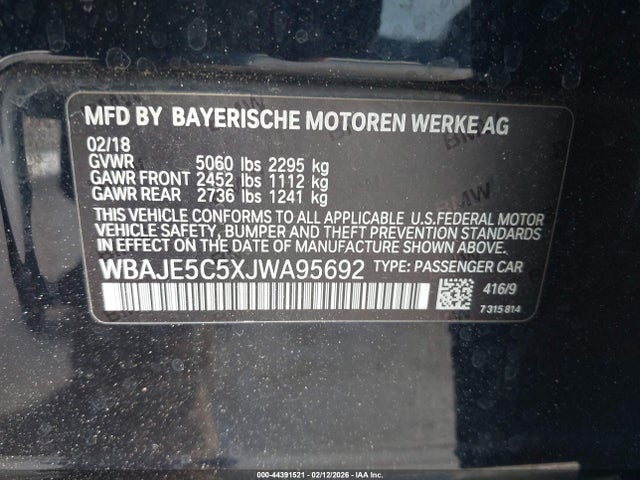 MFD BY BAYERISCHE MOTOREN WERKE AG
02/18
GVWR 5060 lbs 2295 kg
GAWR FRONT 2452 lbs 1112 kg
GAWR REAR 2736 lbs 1241 kg
THIS VEHICLE CONFORMS TO ALL APPLICABLE U.S.FEDERAL MOTOR
VEHICLE SAFETY, BUMPER AND THEFT PREVENTION STANDARDS
IN EFFECT ON THE DATE OF MANUFACTURE SHOWN ABOVE.
WBAJE5C5XJWA95692 TYPE: PASSENGER CAR
416/9
7 315 814
000-44391521 - 02/12/2026 - IAA Inc.